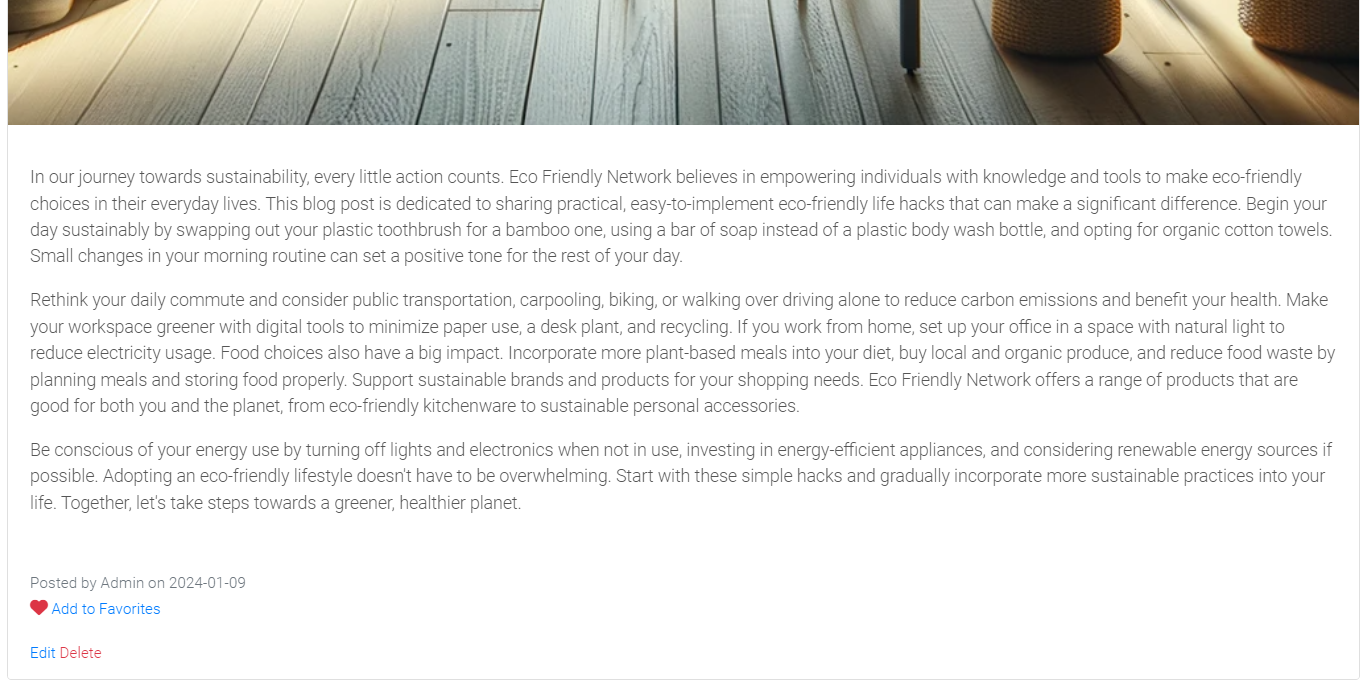 In our journey towards sustainability, every little action counts. Eco Friendly Network believes in empowering individuals with knowledge and tools to make eco-friendly
choices in their everyday lives. This blog post is dedicated to sharing practical, easy-to-implement eco-friendly life hacks that can make a significant difference. Begin your
day sustainably by swapping out your plastic toothbrush for a bamboo one, using a bar of soap instead of a plastic body wash bottle, and opting for organic cotton towels.
Small changes in your morning routine can set a positive tone for the rest of your day.
Rethink your daily commute and consider public transportation, carpooling, biking, or walking over driving alone to reduce carbon emissions and benefit your health. Make
your workspace greener with digital tools to minimize paper use, a desk plant, and recycling. If you work from home, set up your office in a space with natural light to
reduce electricity usage. Food choices also have a big impact. Incorporate more plant-based meals into your diet, buy local and organic produce, and reduce food waste by
planning meals and storing food properly. Support sustainable brands and products for your shopping needs. Eco Friendly Network offers a range of products that are
good for both you and the planet, from eco-friendly kitchenware to sustainable personal accessories.
Be conscious of your energy use by turning off lights and electronics when not in use, investing in energy-efficient appliances, and considering renewable energy sources if
possible. Adopting an eco-friendly lifestyle doesn't have to be overwhelming. Start with these simple hacks and gradually incorporate more sustainable practices into your
life. Together, let's take steps towards a greener, healthier planet.
Posted by Admin on 2024-01-09
Add to Favorites
Edit Delete